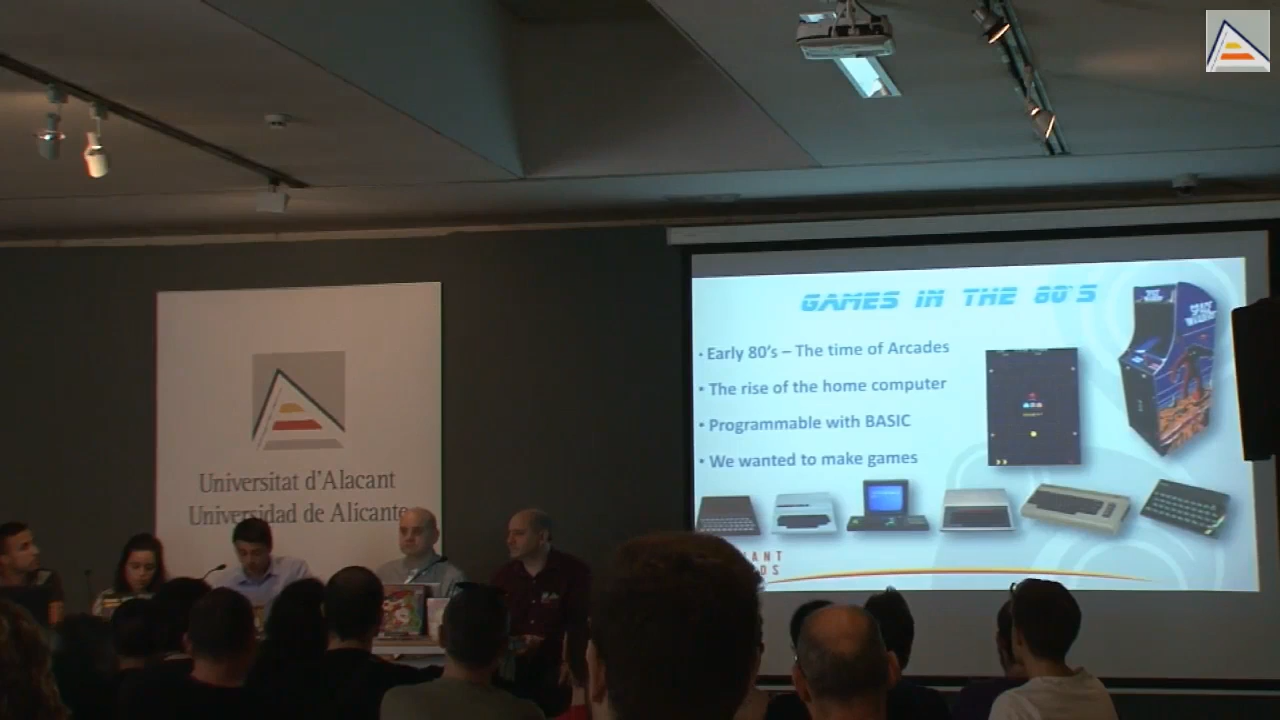 GAMES IN THE 80'S
• Early 80's – The time of Arcades
• The rise of the home computer
• Programmable with BASIC
• We wanted to make games
SPACE
Universitat d'Alacant
Universidad de Alicante